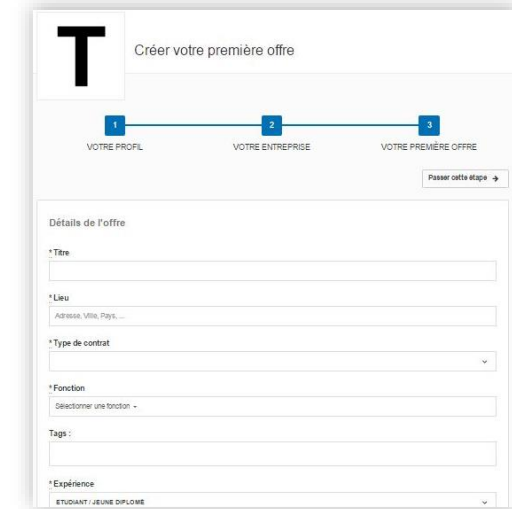 T
Créer votre première offre
1 2 3
VOTRE PROFIL VOTRE ENTREPRISE VOTRE PREMIÈRE OFFRE
Passer cette étape →
Détails de l'offre
* Titre
* Lieu
Adresse, Ville, Pays, ...
* Type de contrat
* Fonction
Sélectionner une fonction
Tags :
* Expérience
ETUDIANT / JEUNE DIPLOMÉ